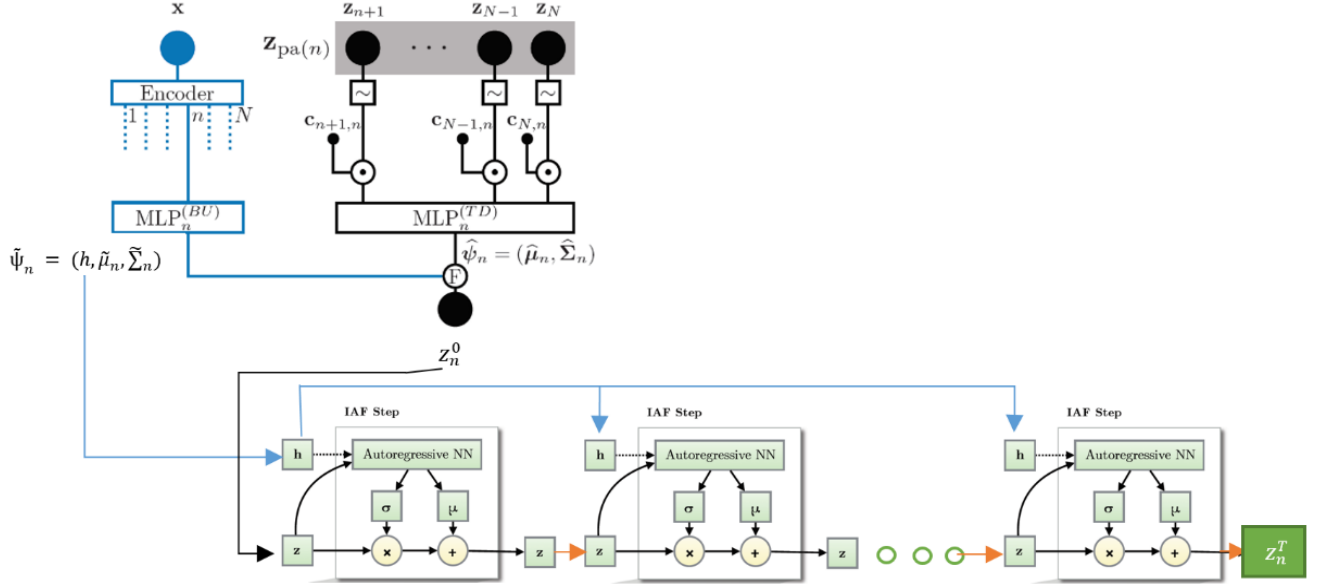 x
z_{n+1} z_{N−1} z_N
z_{pa(n)} · · ·
Encoder
1 n N
∼ ∼ ∼
c_{n+1,n} c_{N−1,n} c_{N,n}
MLP_n^{(BU)}
MLP_n^{(TD)}
ψ̃_n = (h, μ̃_n, Σ̃_n)
ψ̂_n = (μ̂_n, Σ̂_n)
F
Z_n^0
IAF Step
h Autoregressive NN
σ μ
z × + z
IAF Step
h Autoregressive NN
σ μ
z × + z
IAF Step
h Autoregressive NN
σ μ
z × +
Z_n^T